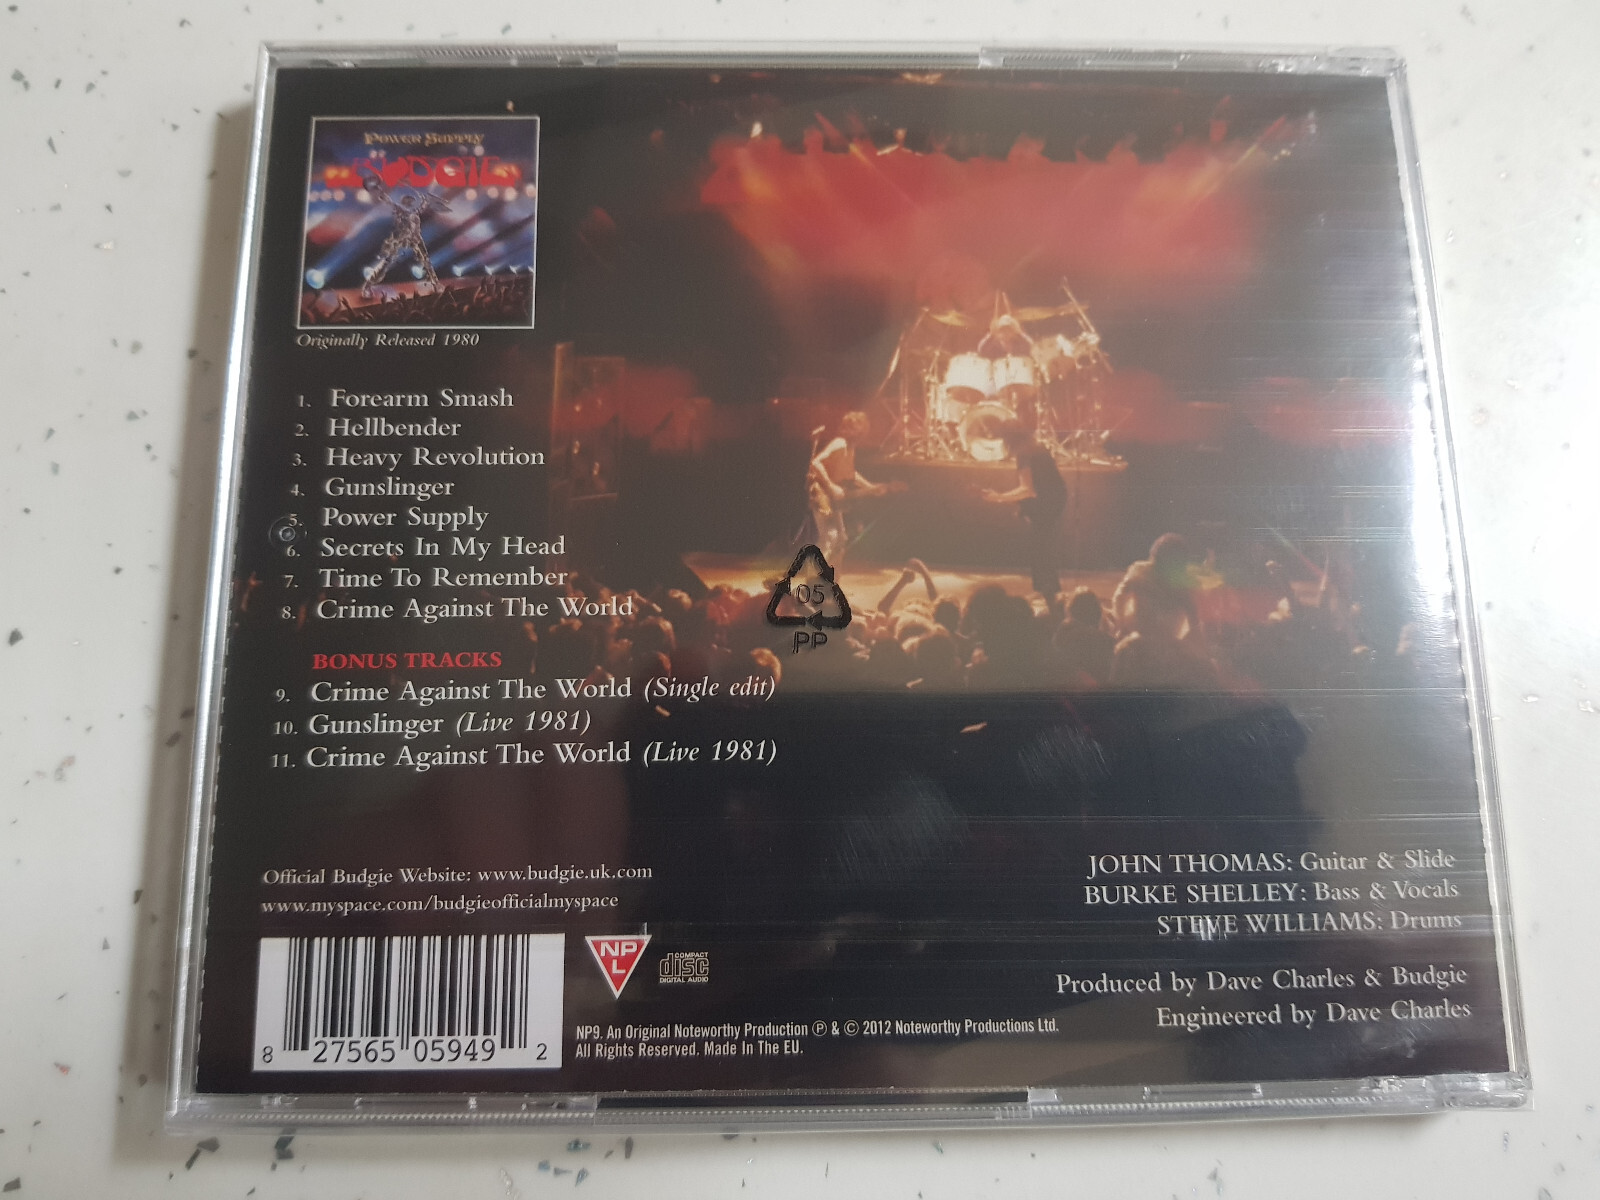 POWER SUPPLY
BUDGIE
Originally Released 1980
1. Forearm Smash
2. Hellbender
3. Heavy Revolution
4. Gunslinger
5. Power Supply
6. Secrets In My Head
7. Time To Remember
8. Crime Against The World
BONUS TRACKS
9. Crime Against The World (Single edit)
10. Gunslinger (Live 1981)
11. Crime Against The World (Live 1981)
05
PP
Official Budgie Website: www.budgie.uk.com
www.myspace.com/budgieofficialmyspace
JOHN THOMAS: Guitar & Slide
BURKE SHELLEY: Bass & Vocals
STEVE WILLIAMS: Drums
Produced by Dave Charles & Budgie
Engineered by Dave Charles
8 27565 05949 2
NP
L
COMPACT
disc
DIGITAL AUDIO
NP9. An Original Noteworthy Production ℗ & © 2012 Noteworthy Productions Ltd.
All Rights Reserved. Made In The EU.